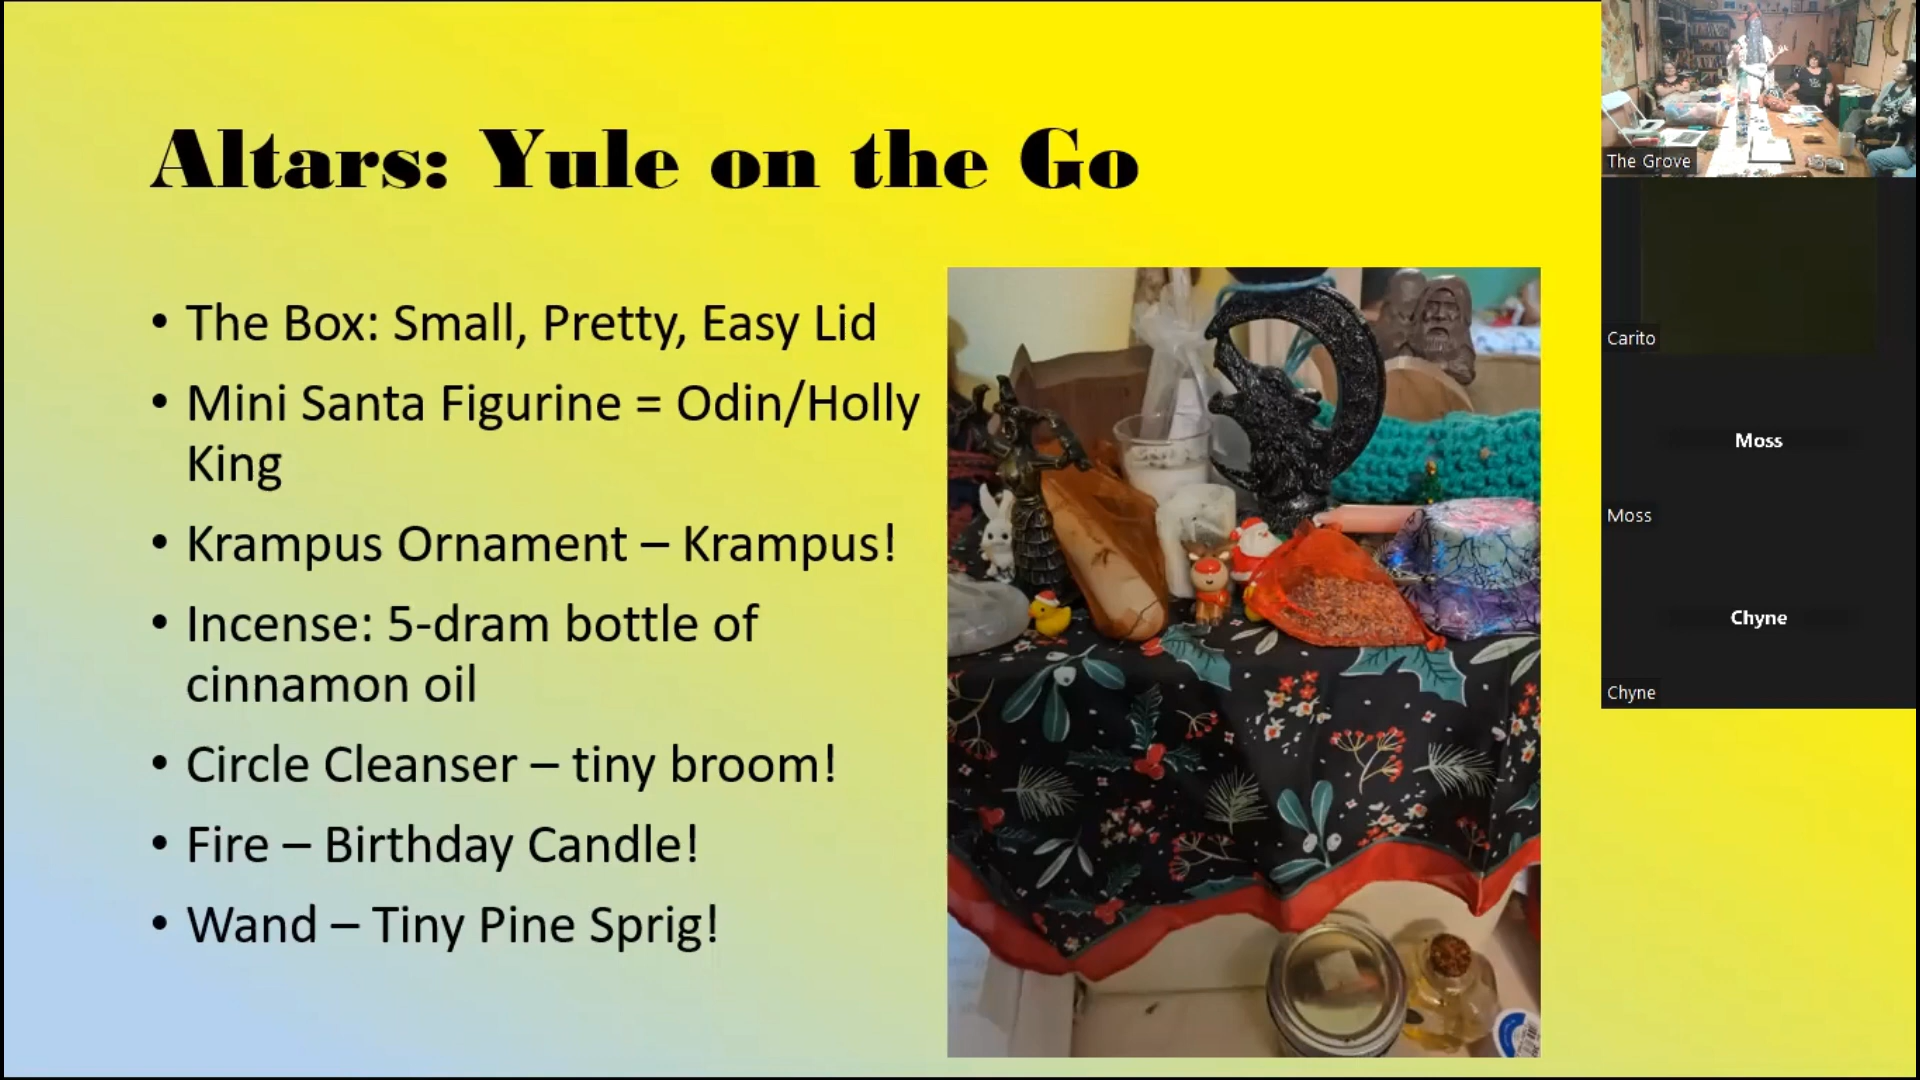 Altars: Yule on the Go
• The Box: Small, Pretty, Easy Lid
• Mini Santa Figurine = Odin/Holly
King
• Krampus Ornament – Krampus!
• Incense: 5-dram bottle of
cinnamon oil
• Circle Cleanser – tiny broom!
• Fire – Birthday Candle!
• Wand – Tiny Pine Sprig!
The Grove
Carito
Moss
Moss
Chyne
Chyne